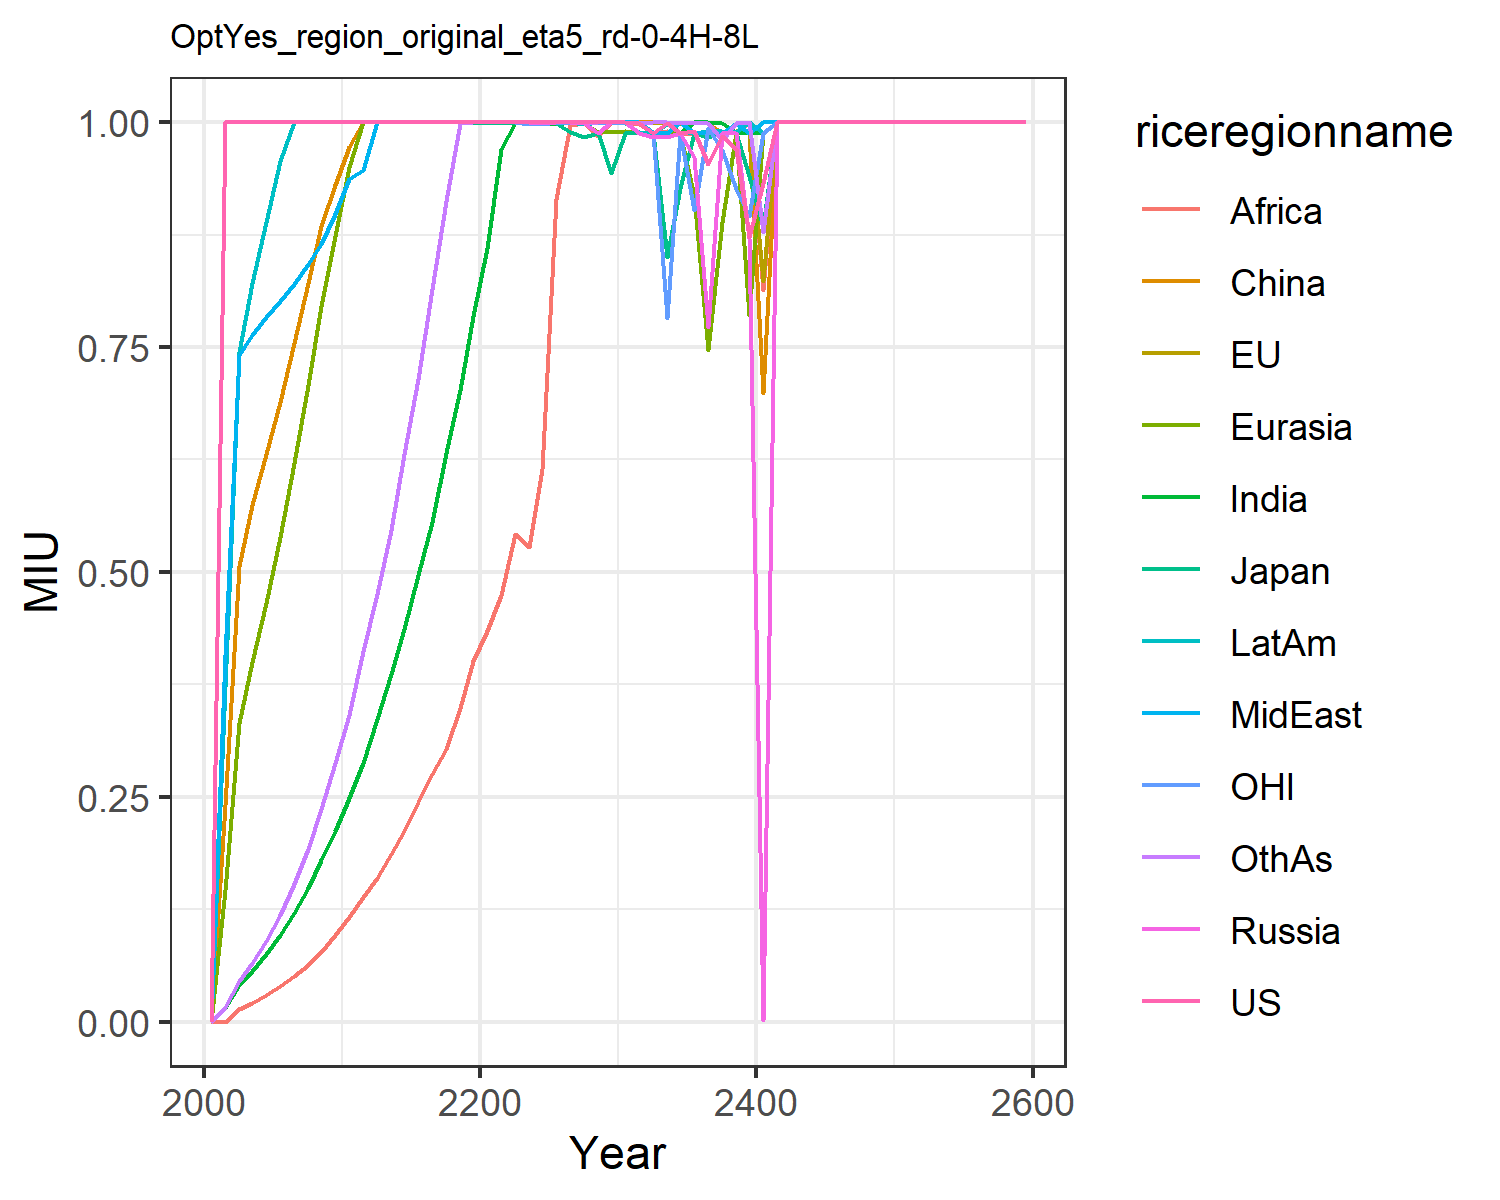 OptYes_region_original_eta5_rd-0-4H-8L
1.00
0.75
0.50
0.25
0.00
MIU
2000
2200
2400
2600
Year
riceregionname
Africa
China
EU
Eurasia
India
Japan
LatAm
MidEast
OHI
OthAs
Russia
US